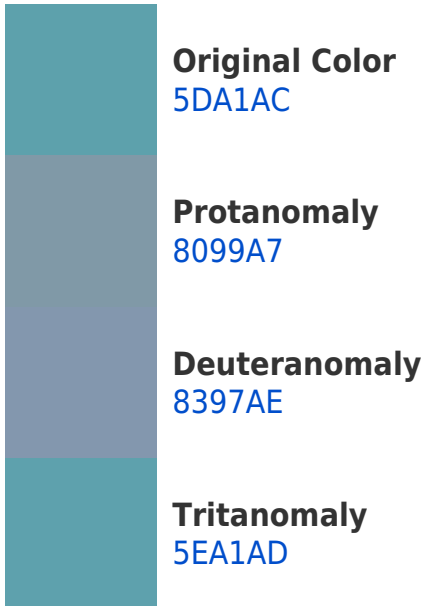 Original Color
5DA1AC
Protanomaly
8099A7
Deuteranomaly
8397AE
Tritanomaly
5EA1AD